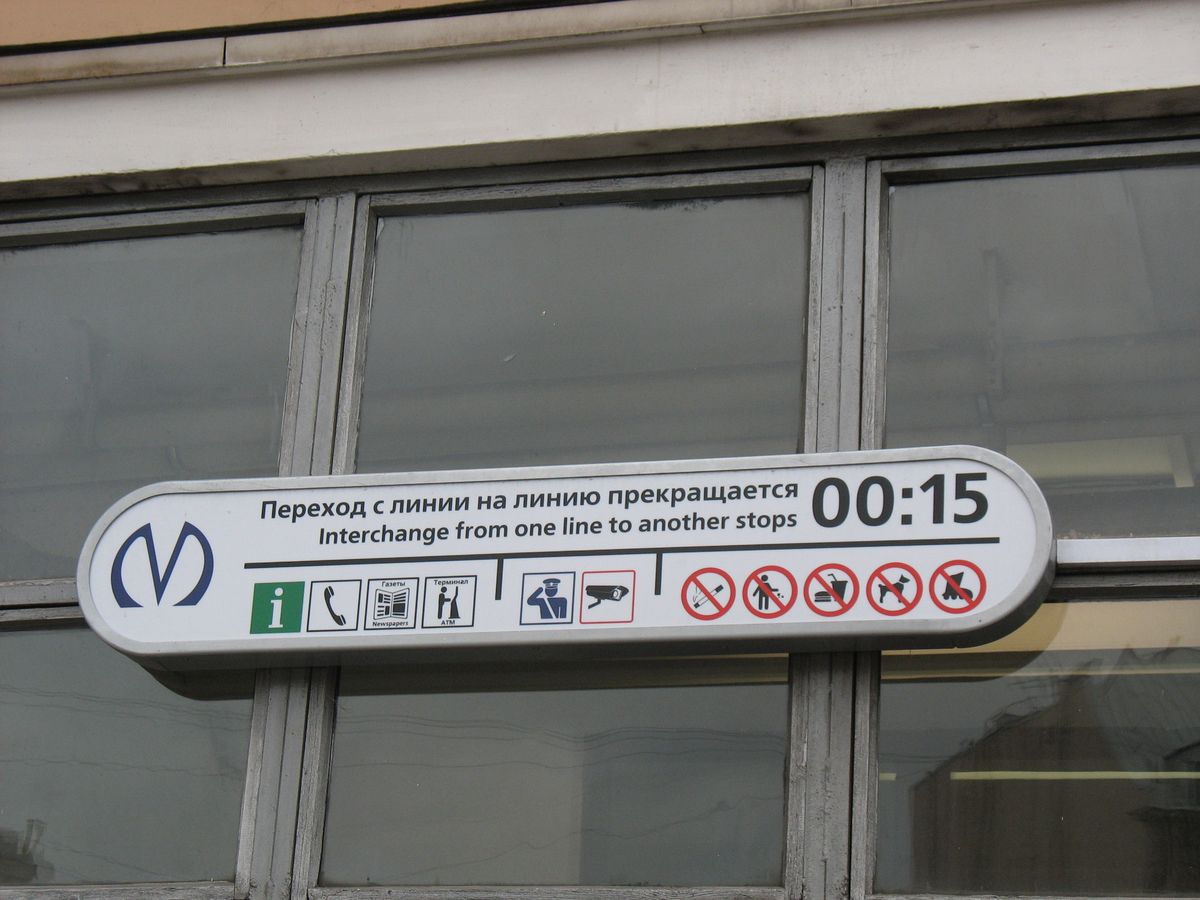 Переход с линии на линию прекращается 00:15
Interchange from one line to another stops
i
Газеты
Newspapers
Терминал
ATM